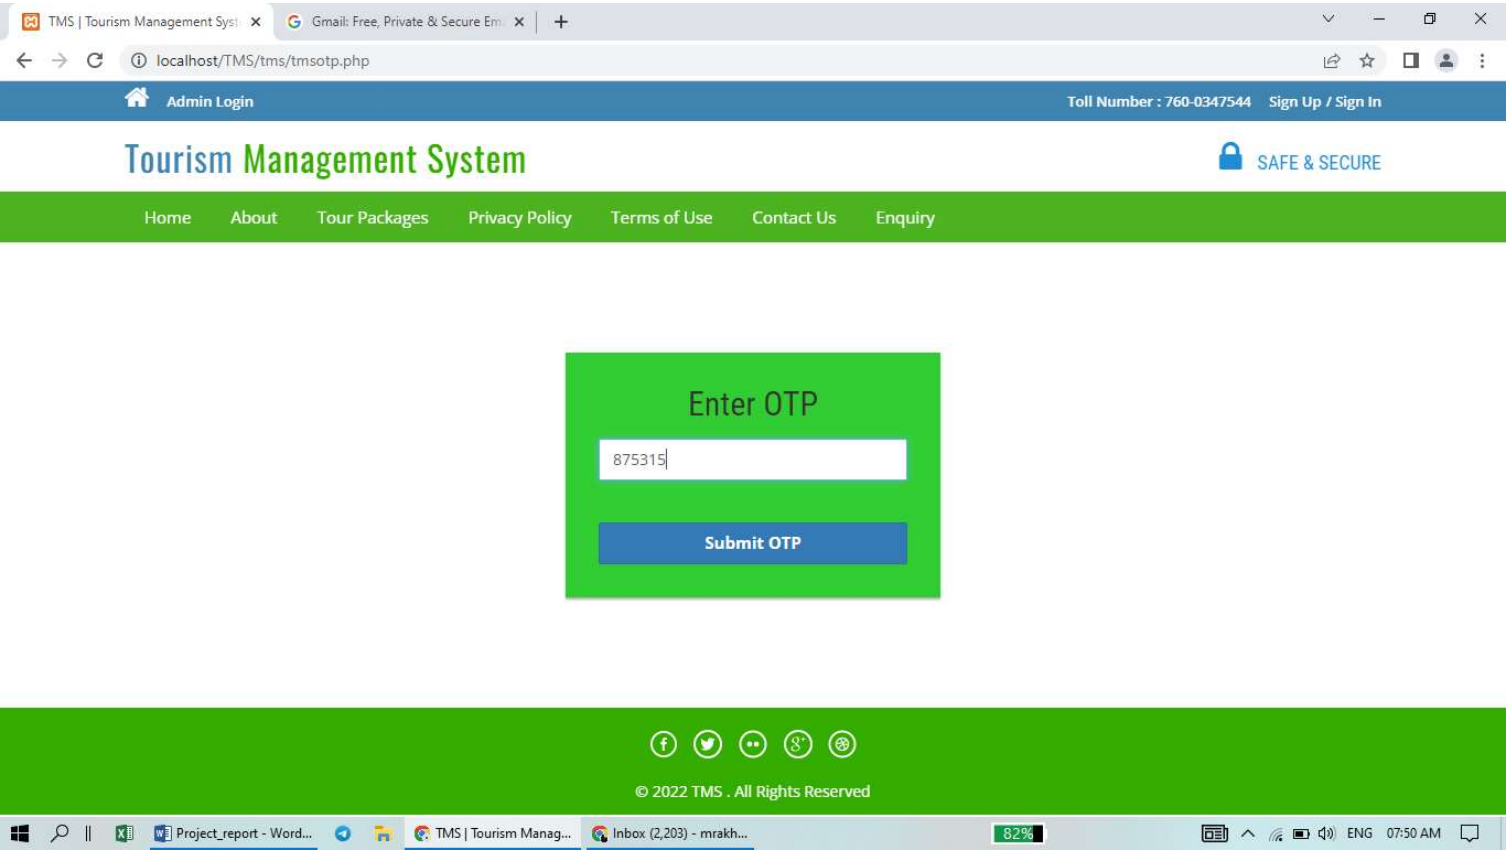 TMS | Tourism Management Syst
Gmail: Free, Private & Secure Em
localhost/TMS/tms/tmsotp.php
Admin Login
Toll Number : 760-0347544 Sign Up / Sign In
Tourism Management System
SAFE & SECURE
Home About Tour Packages Privacy Policy Terms of Use Contact Us Enquiry
Enter OTP
875315
Submit OTP
© 2022 TMS . All Rights Reserved
Project_report - Word...
TMS | Tourism Manag...
Inbox (2,203) - mrakh...
82%
ENG 07:50 AM